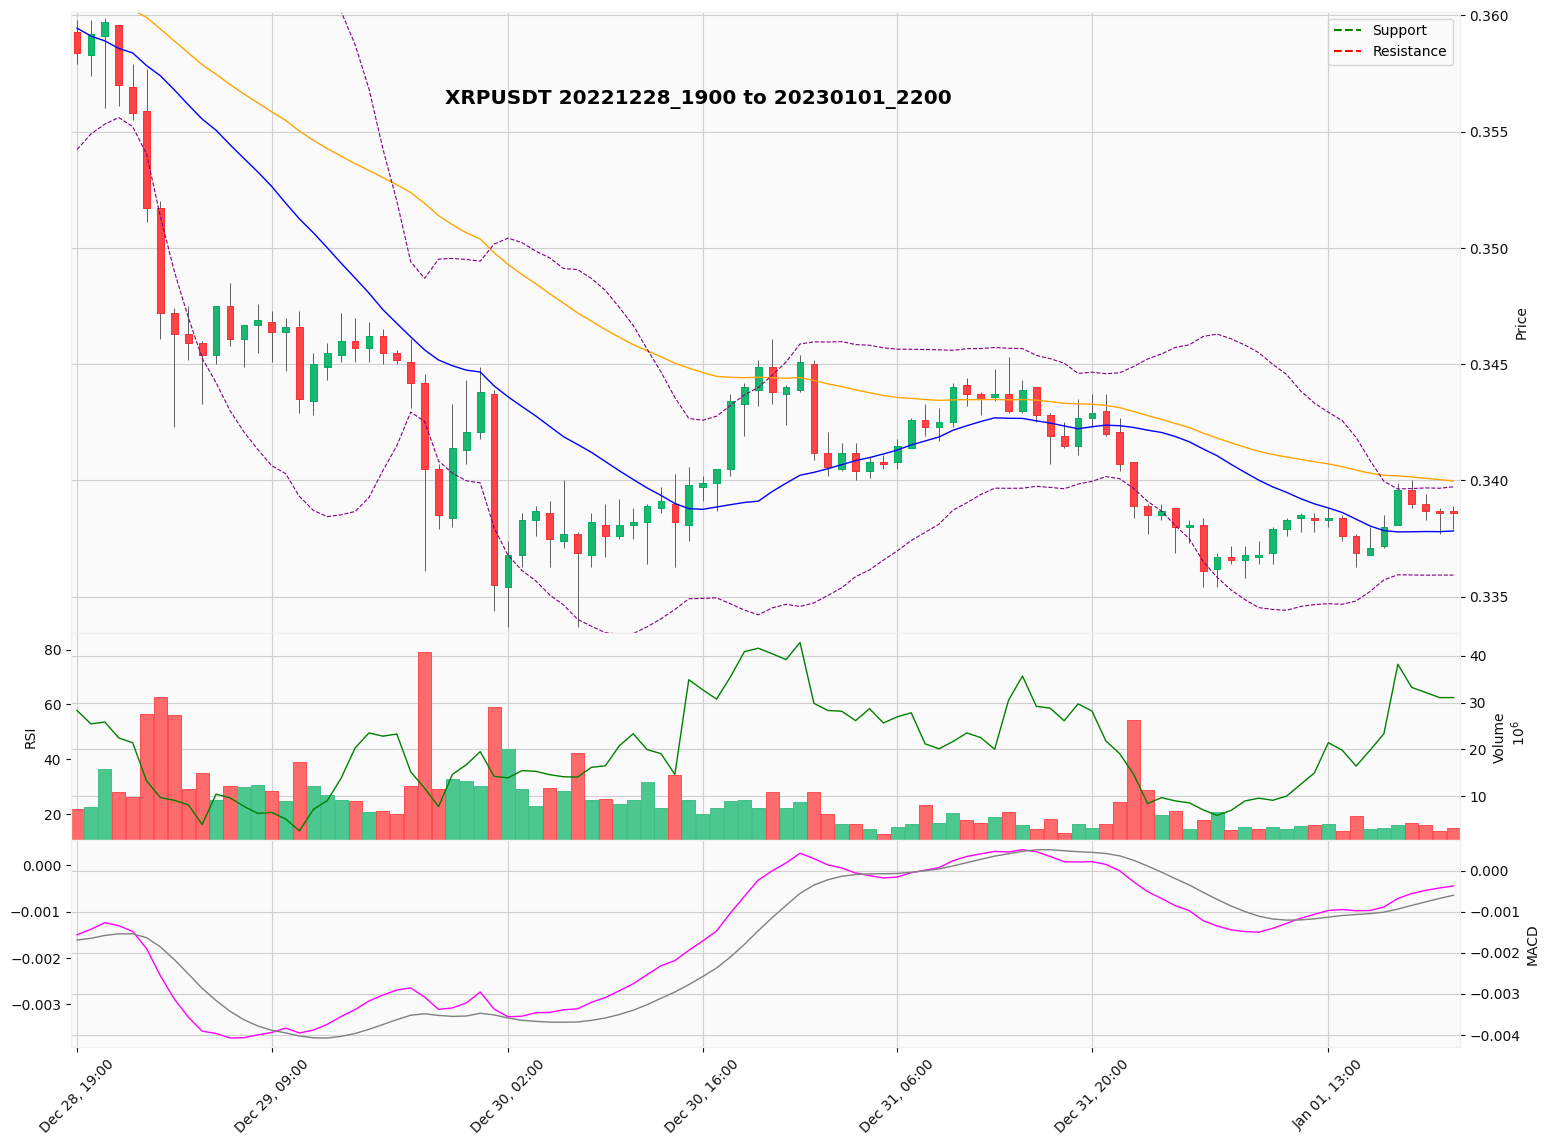 XRPUSDT 20221228_1900 to 20230101_2200
Support
Resistance
0.360
0.355
0.350
0.345
0.340
0.335
Price
80
60
40
20
RSI
40
30
20
10
Volume
10^6
0.000
−0.001
−0.002
−0.003
0.000
−0.001
−0.002
−0.003
−0.004
MACD
Dec 28, 19:00
Dec 29, 09:00
Dec 30, 02:00
Dec 30, 16:00
Dec 31, 06:00
Dec 31, 20:00
Jan 01, 13:00